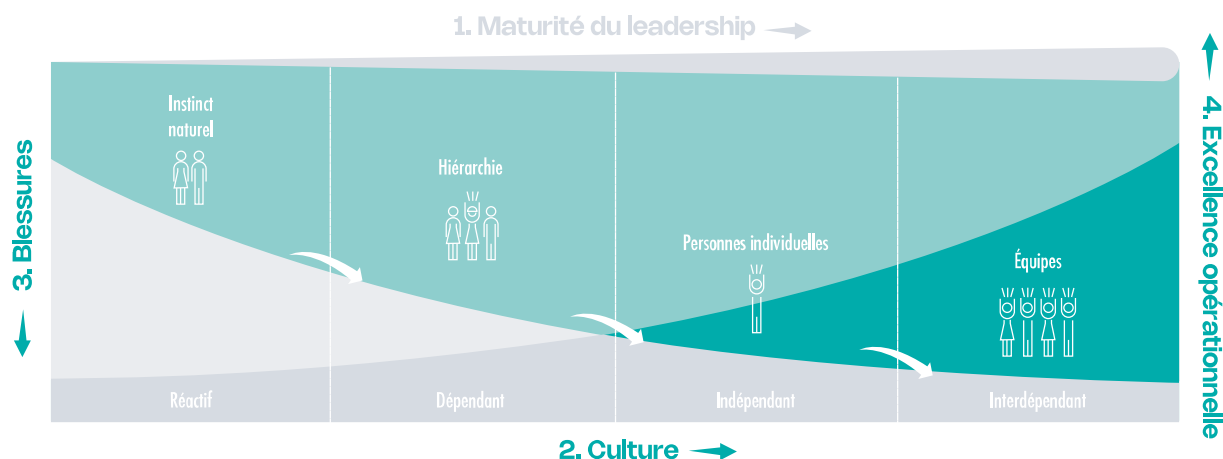 1. Maturité du leadership
Instinct
naturel
Hiérarchie
Personnes individuelles
Équipes
3. Blessures
4. Excellence opérationnelle
Réactif
Dépendant
Indépendant
Interdépendant
2. Culture